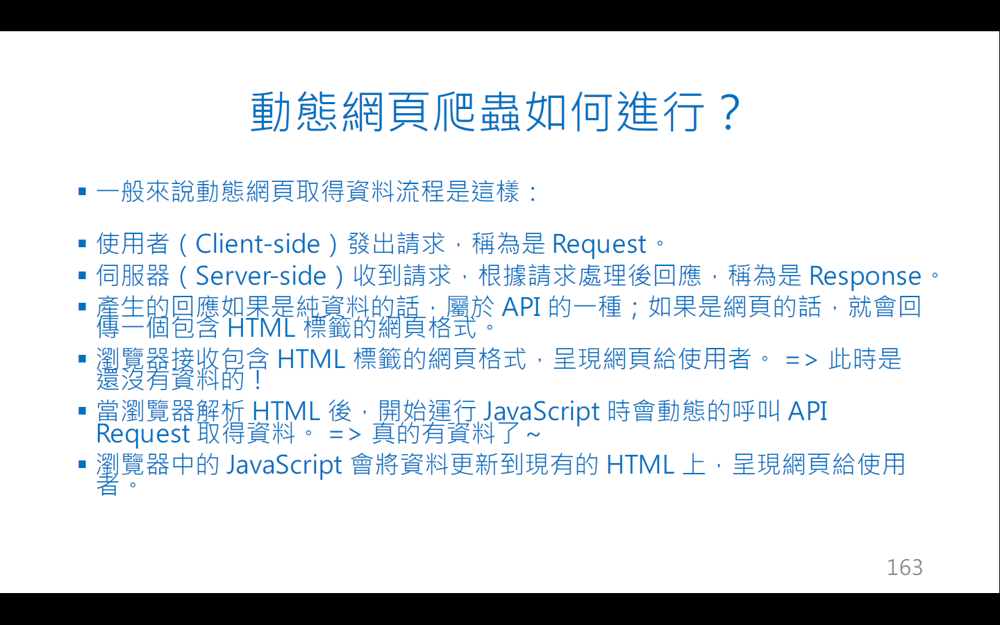 動態網頁爬蟲如何進行？
▪ 一般來說動態網頁取得資料流程是這樣：
▪ 使用者（Client-side）發出請求，稱為是 Request。
▪ 伺服器（Server-side）收到請求，根據請求處理後回應，稱為是 Response。
▪ 產生的回應如果是純資料的話，屬於 API 的一種；如果是網頁的話，就會回
傳一個包含 HTML 標籤的網頁格式。
▪ 瀏覽器接收包含 HTML 標籤的網頁格式，呈現網頁給使用者。 => 此時是
還沒有資料的！
▪ 當瀏覽器解析 HTML 後，開始運行 JavaScript 時會動態的呼叫 API
Request 取得資料。 => 真的有資料了～
▪ 瀏覽器中的 JavaScript 會將資料更新到現有的 HTML 上，呈現網頁給使用
者。
163